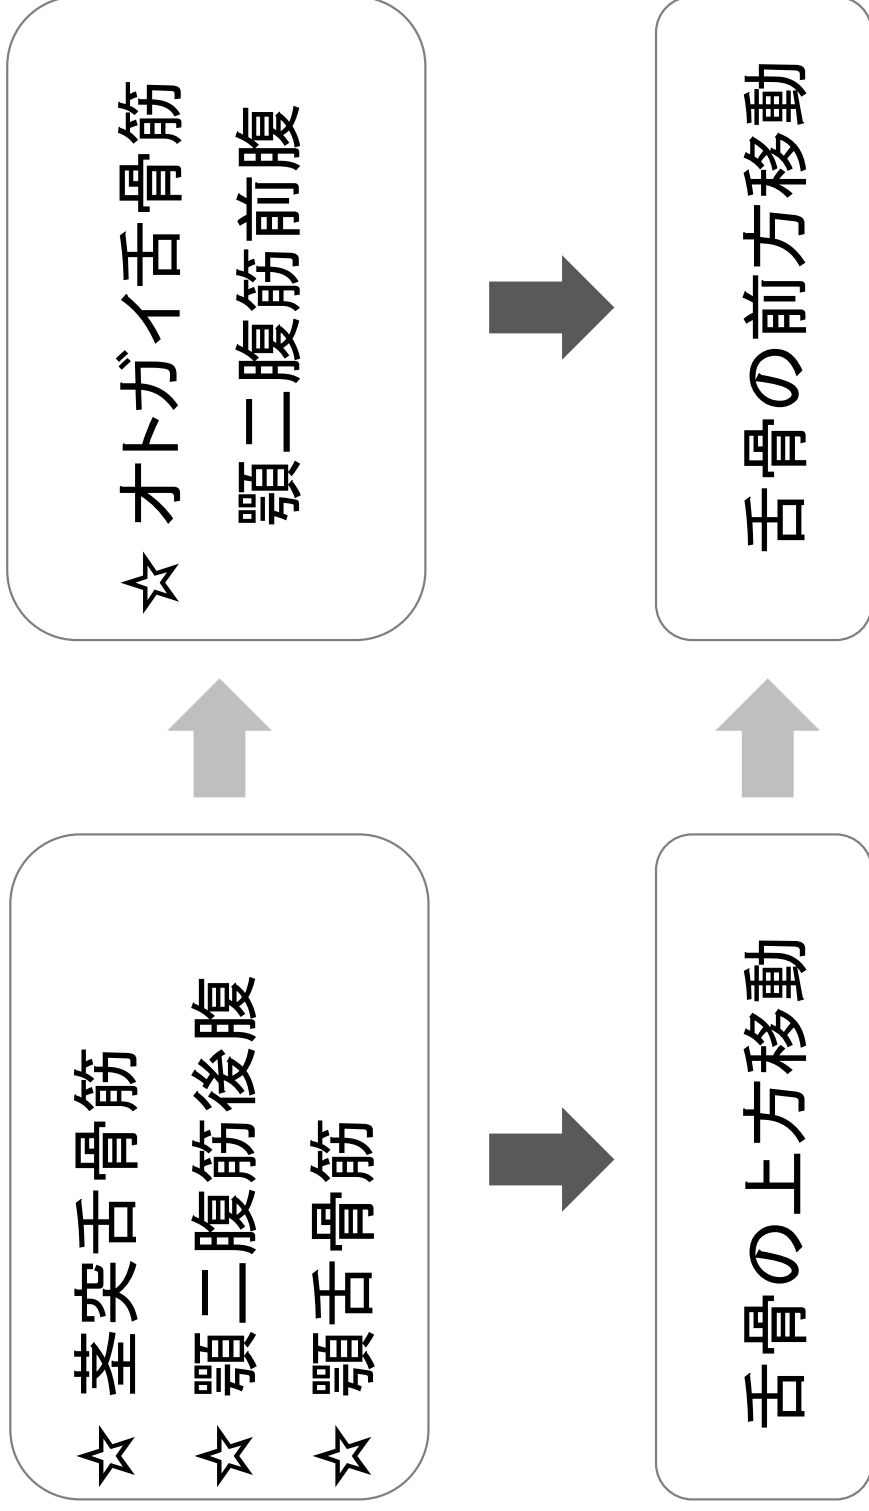 ☆ 茎突舌骨筋
☆ 顎二腹筋後腹
☆ 顎舌骨筋
☆ オトガイ舌骨筋
顎二腹筋前腹
舌骨の上方移動
舌骨の前方移動